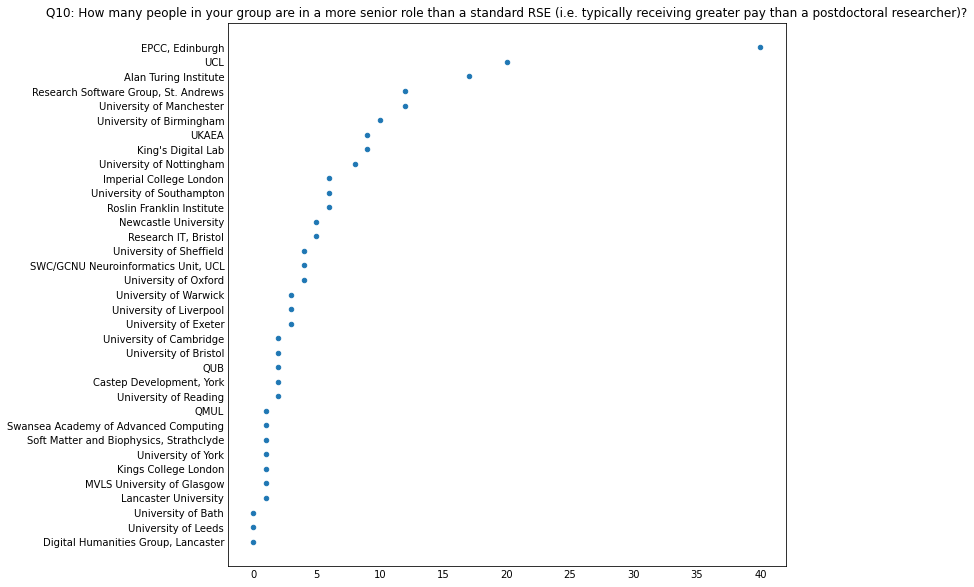 Q10: How many people in your group are in a more senior role than a standard RSE (i.e. typically receiving greater pay than a postdoctoral researcher)?
EPCC, Edinburgh
UCL
Alan Turing Institute
Research Software Group, St. Andrews
University of Manchester
University of Birmingham
UKAEA
King's Digital Lab
University of Nottingham
Imperial College London
University of Southampton
Roslin Franklin Institute
Newcastle University
Research IT, Bristol
University of Sheffield
SWC/GCNU Neuroinformatics Unit, UCL
University of Oxford
University of Warwick
University of Liverpool
University of Exeter
University of Cambridge
University of Bristol
QUB
Castep Development, York
University of Reading
QMUL
Swansea Academy of Advanced Computing
Soft Matter and Biophysics, Strathclyde
University of York
Kings College London
MVLS University of Glasgow
Lancaster University
University of Bath
University of Leeds
Digital Humanities Group, Lancaster
0 5 10 15 20 25 30 35 40